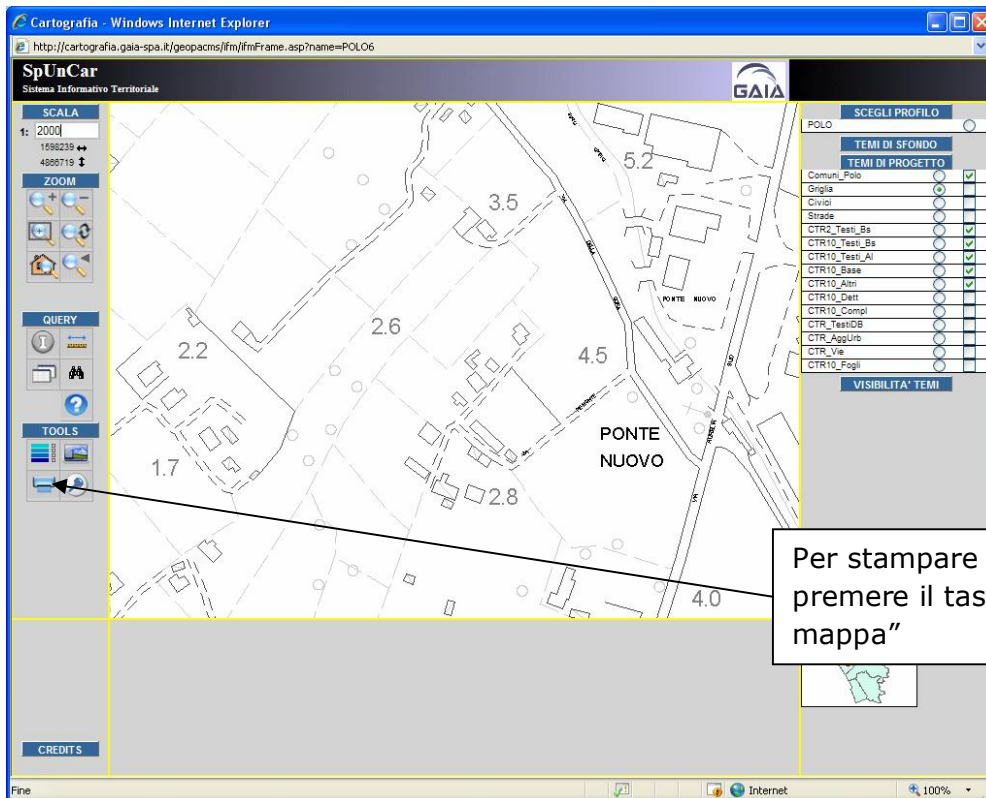 Cartografia - Windows Internet Explorer
http://cartografia.gaia-spa.it/geopacms/ifm/ifmFrame.asp?name=POLO6
SpUnCar
Sistema Informativo Territoriale
GAIA
SCALA
1: 2000
1598239
4866719
ZOOM
QUERY
TOOLS
CREDITS
5.2
3.5
2.6
2.2
4.5
1.7
2.8
4.0
PONTE NUOVO
PONTE
NUOVO
VIA
DELLA
SUD
VIA
SCEGLI PROFILO
POLO
TEMI DI SFONDO
TEMI DI PROGETTO
Comuni_Polo
Griglia
Civici
Strade
CTR2_Testi_Bs
CTR10_Testi_Bs
CTR10_Testi_Al
CTR10_Base
CTR10_Altri
CTR10_Dett
CTR10_Compl
CTR_TestiDB
CTR_AggUrb
CTR_Vie
CTR10_Fogli
VISIBILITA' TEMI
Per stampare
premere il tas
mappa”
Fine
Internet
100%